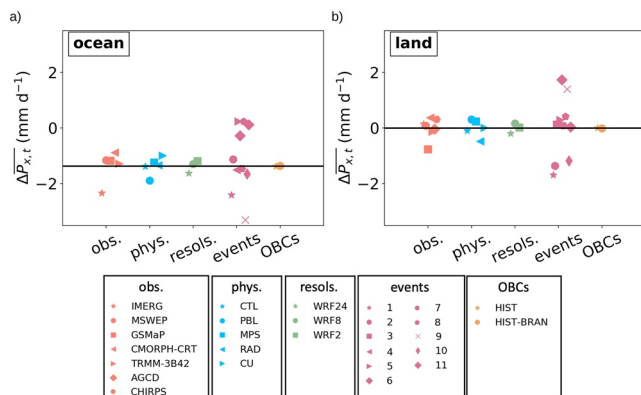 a)
ocean
ΔP̅x,t (mm d⁻¹)
2
0
−2
obs.
phys.
resols.
events
OBCs
b)
land
ΔP̅x,t (mm d⁻¹)
2
0
−2
obs.
phys.
resols.
events
OBCs
obs.
IMERG
MSWEP
GSMaP
CMORPH-CRT
TRMM-3B42
AGCD
CHIRPS
phys.
CTL
PBL
MPS
RAD
CU
resols.
WRF24
WRF8
WRF2
events
1
2
3
4
5
6
7
8
9
10
11
OBCs
HIST
HIST-BRAN